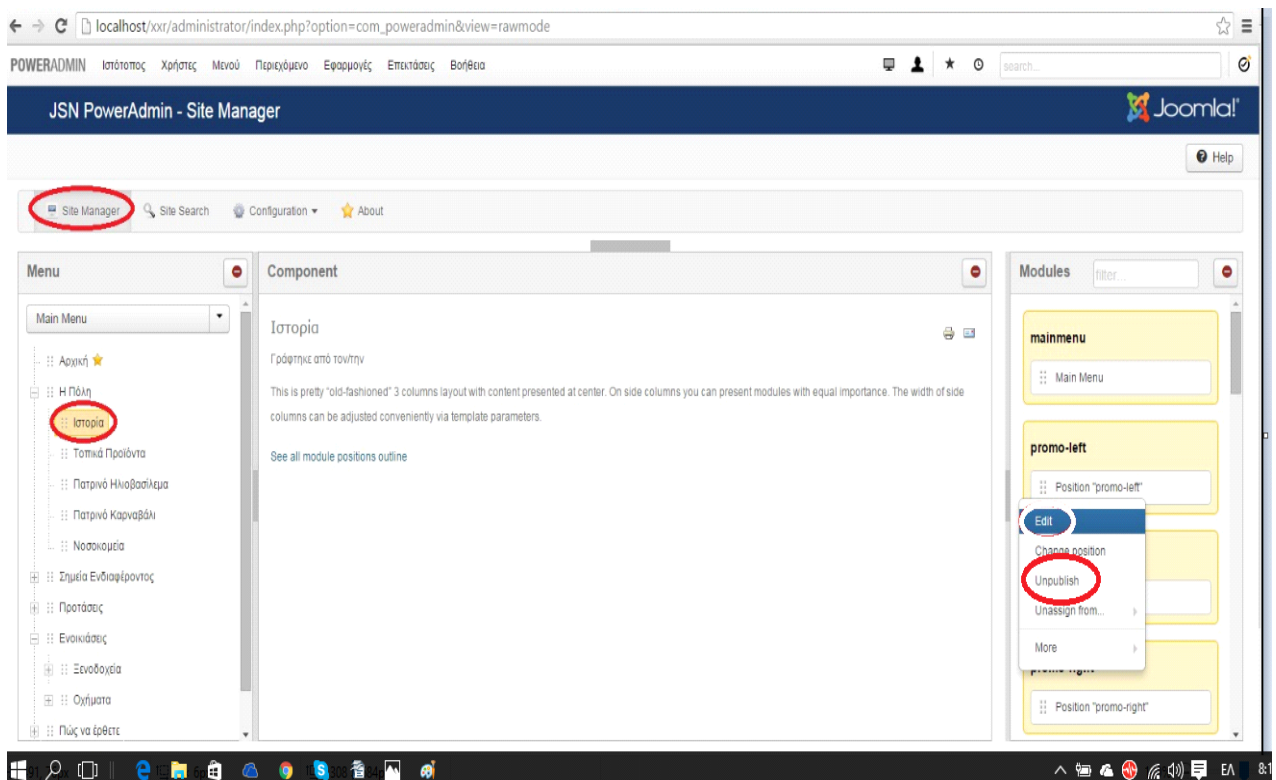 localhost/xxr/administrator/index.php?option=com_poweradmin&view=rawmode
POWERADMIN Ιστότοπος Χρήστες Μενού Περιεχόμενο Εφαρμογές Επεκτάσεις Βοήθεια search...
JSN PowerAdmin - Site Manager Joomla!
Help
Site Manager Site Search Configuration About
Menu
Main Menu
Αρχική
Η Πόλη
Ιστορία
Τοπικά Προϊόντα
Πατρινό Ηλιοβασίλεμα
Πατρινό Καρναβάλι
Νοσοκομεία
Σημεία Ενδιαφέροντος
Προτάσεις
Ενοικιάσεις
Ξενοδοχεία
Οχήματα
Πώς να έρθετε
Component
Ιστορία
Γράφτηκε από τον/την
This is pretty "old-fashioned" 3 columns layout with content presented at center. On side columns you can present modules with equal importance. The width of side
columns can be adjusted conveniently via template parameters.
See all module positions outline
Modules filter...
mainmenu
Main Menu
promo-left
Position "promo-left"
Edit
Change position
Unpublish
Unassign from...
More
promo-right
Position "promo-right"
ΕΛ 8:1